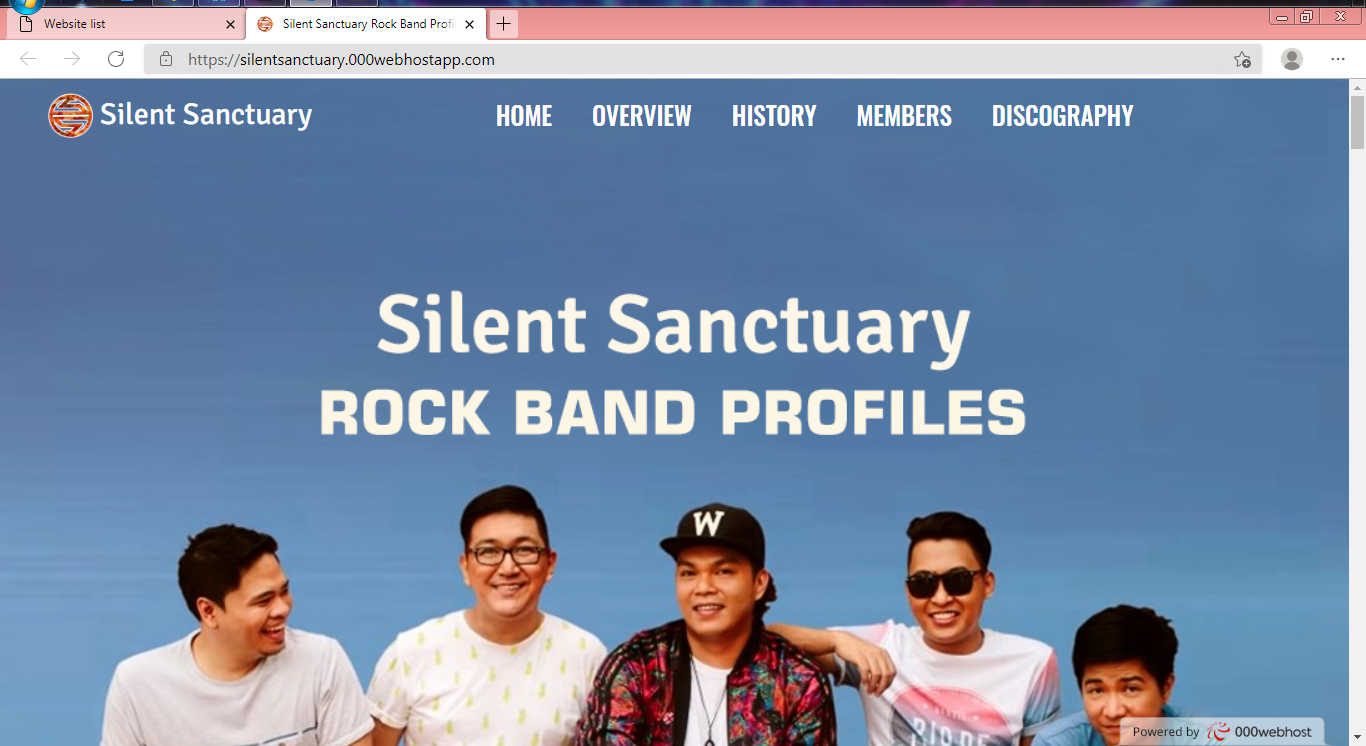 Website list
Silent Sanctuary Rock Band Profi
https://silentsanctuary.000webhostapp.com
Silent Sanctuary
HOME OVERVIEW HISTORY MEMBERS DISCOGRAPHY
Silent Sanctuary
ROCK BAND PROFILES
W
Powered by 000webhost